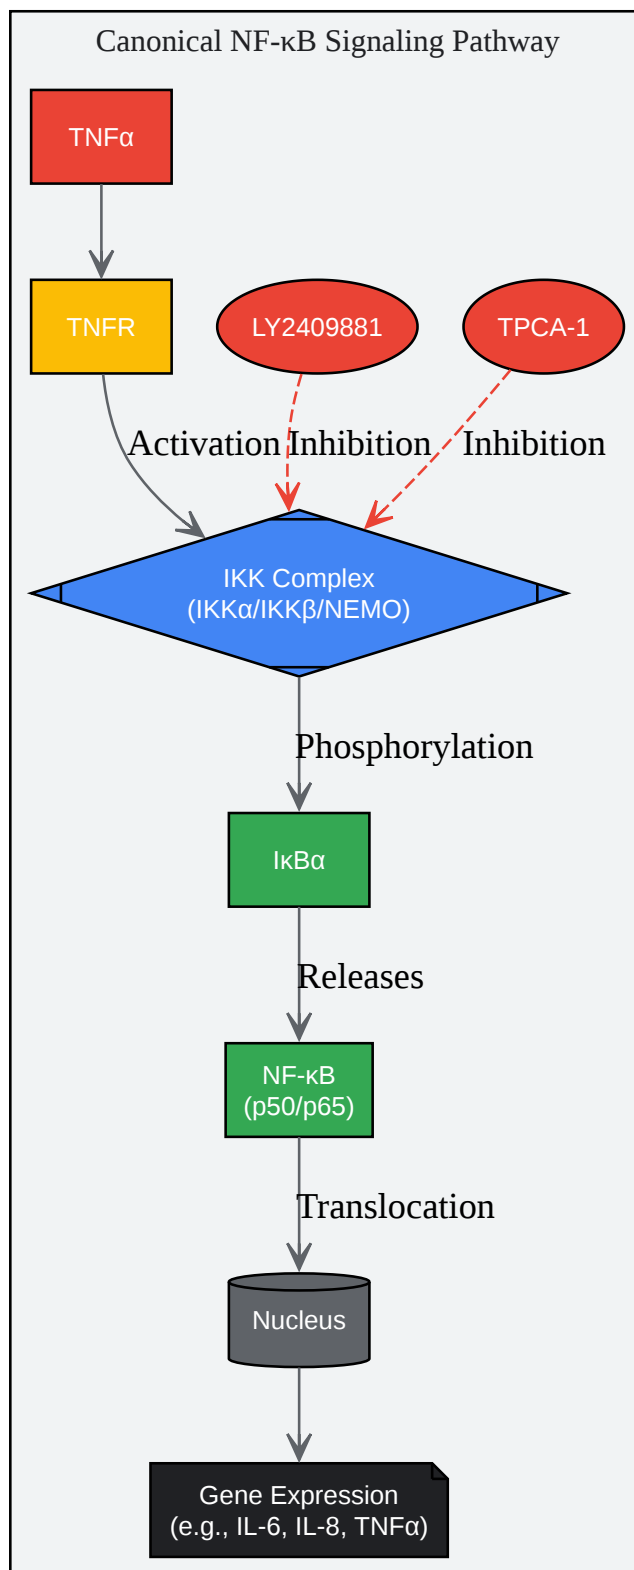 Canonical NF-κB Signaling Pathway
TNFα
TNFR
LY2409881
TPCA-1
Activation
Inhibition
Inhibition
IKK Complex
(IKKα/IKKβ/NEMO)
Phosphorylation
IκBα
Releases
NF-κB
(p50/p65)
Translocation
Nucleus
Gene Expression
(e.g., IL-6, IL-8, TNFα)